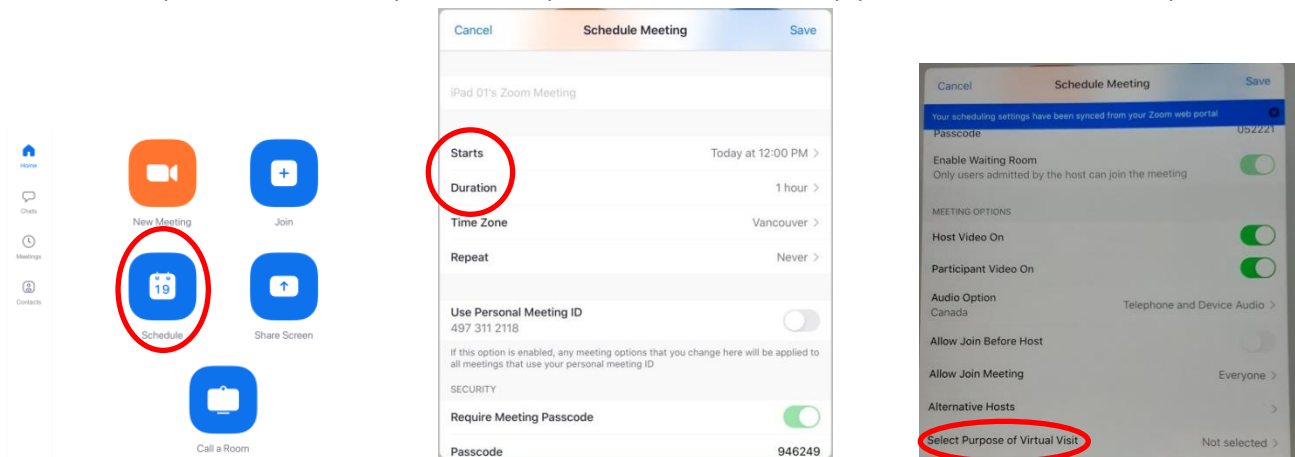 Home
Chats
Meetings
Contacts
New Meeting
Join
19
Schedule
Share Screen
Call a Room
Cancel Schedule Meeting Save
iPad 01's Zoom Meeting
Starts Today at 12:00 PM >
Duration 1 hour >
Time Zone Vancouver >
Repeat Never >
Use Personal Meeting ID
497 311 2118
If this option is enabled, any meeting options that you change here will be applied to
all meetings that use your personal meeting ID
SECURITY
Require Meeting Passcode
Passcode 946249
Cancel Schedule Meeting Save
Your scheduling settings have been synced from your Zoom web portal
Passcode 052221
Enable Waiting Room
Only users admitted by the host can join the meeting
MEETING OPTIONS
Host Video On
Participant Video On
Audio Option Telephone and Device Audio >
Canada
Allow Join Before Host
Allow Join Meeting Everyone >
Alternative Hosts >
Select Purpose of Virtual Visit Not selected >